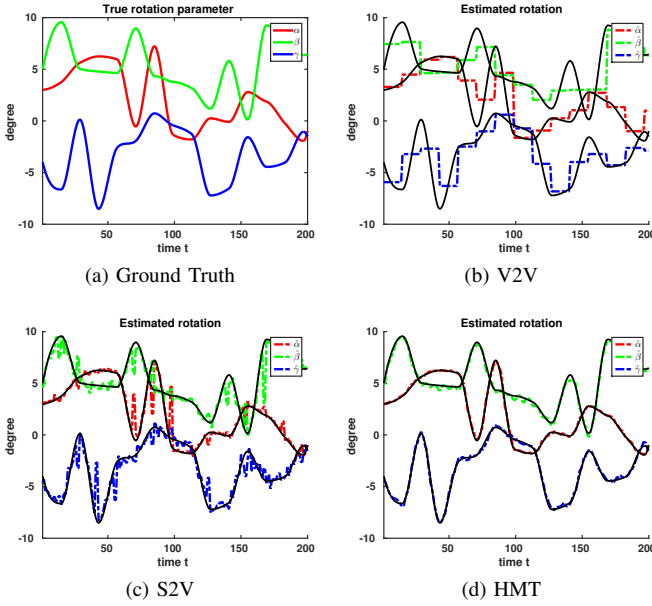 True rotation parameter
10
5
0
-5
-10
degree
50
100
150
200
time t
α
β
γ
(a) Ground Truth
Estimated rotation
10
5
0
-5
-10
degree
50
100
150
200
time t
α̂
β̂
γ̂
(b) V2V
Estimated rotation
10
5
0
-5
-10
degree
50
100
150
200
time t
α̂
β̂
γ̂
(c) S2V
Estimated rotation
10
5
0
-5
-10
degree
50
100
150
200
time t
α̂
β̂
γ̂
(d) HMT